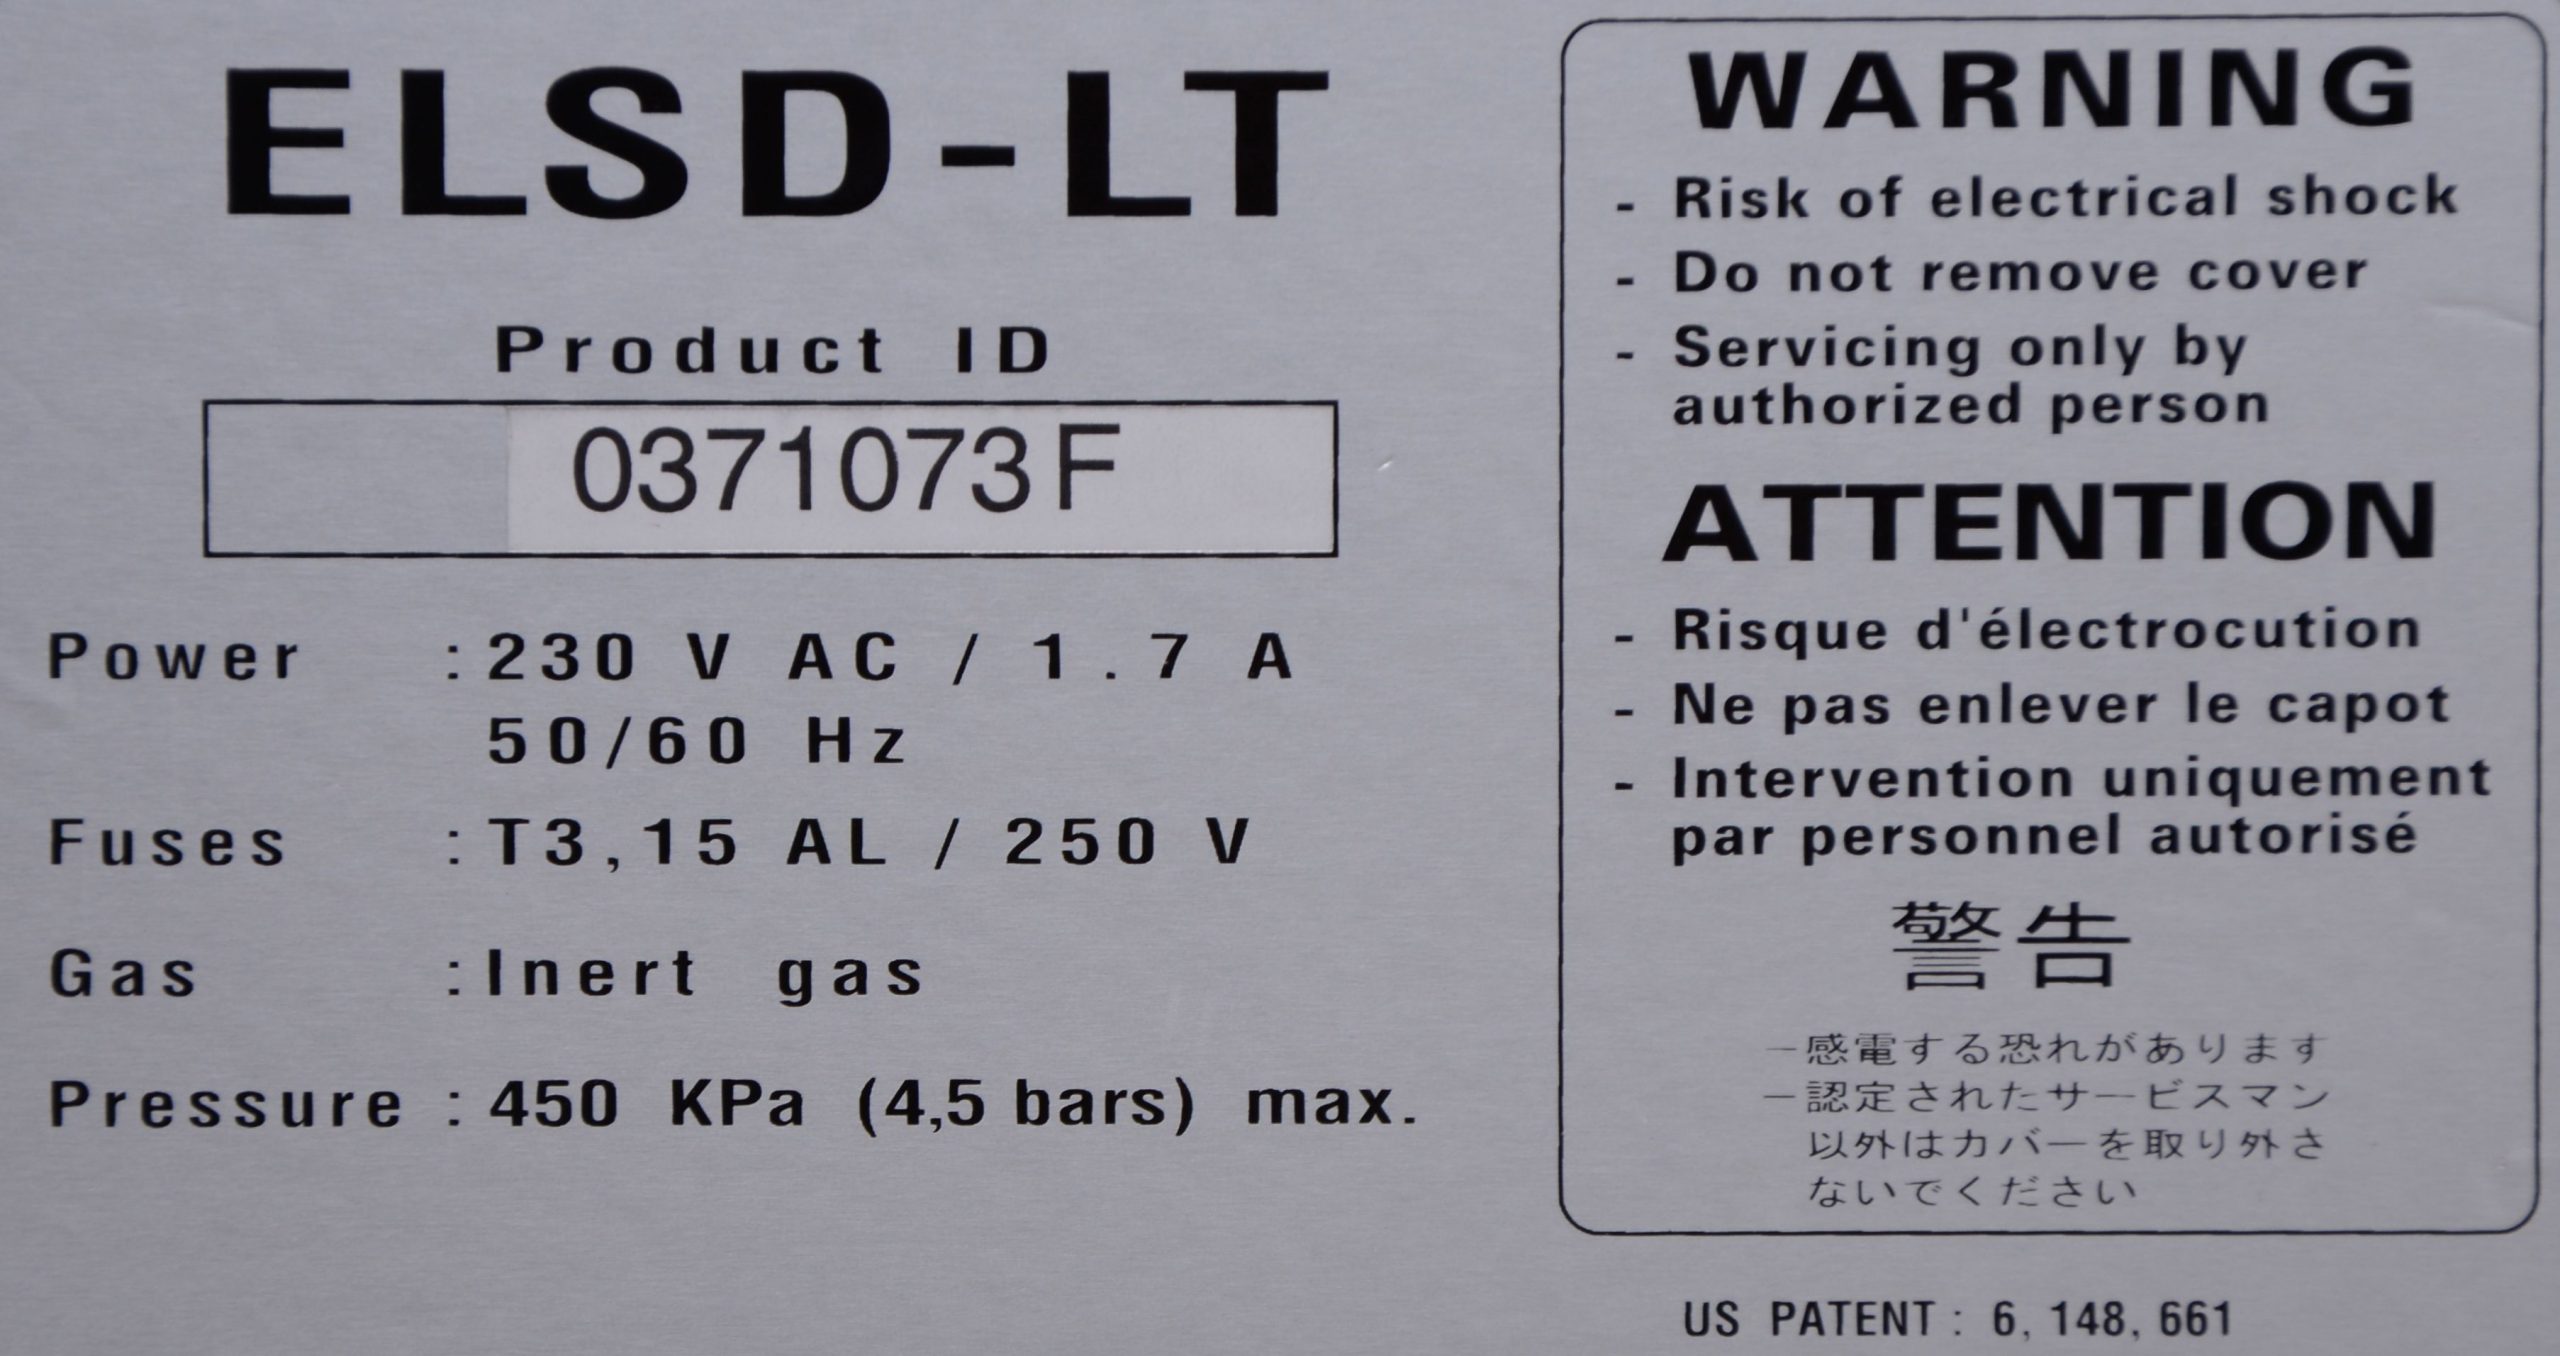 ELSD-LT
Product ID
0371073F
Power : 230 V AC / 1.7 A
50/60 Hz
Fuses : T3,15 AL / 250 V
Gas : Inert gas
Pressure : 450 KPa (4,5 bars) max.
WARNING
- Risk of electrical shock
- Do not remove cover
- Servicing only by
authorized person
ATTENTION
- Risque d'électrocution
- Ne pas enlever le capot
- Intervention uniquement
par personnel autorisé
警告
－感電する恐れがあります
－認定されたサービスマン
以外はカバーを取り外さ
ないでください
US PATENT : 6,148,661